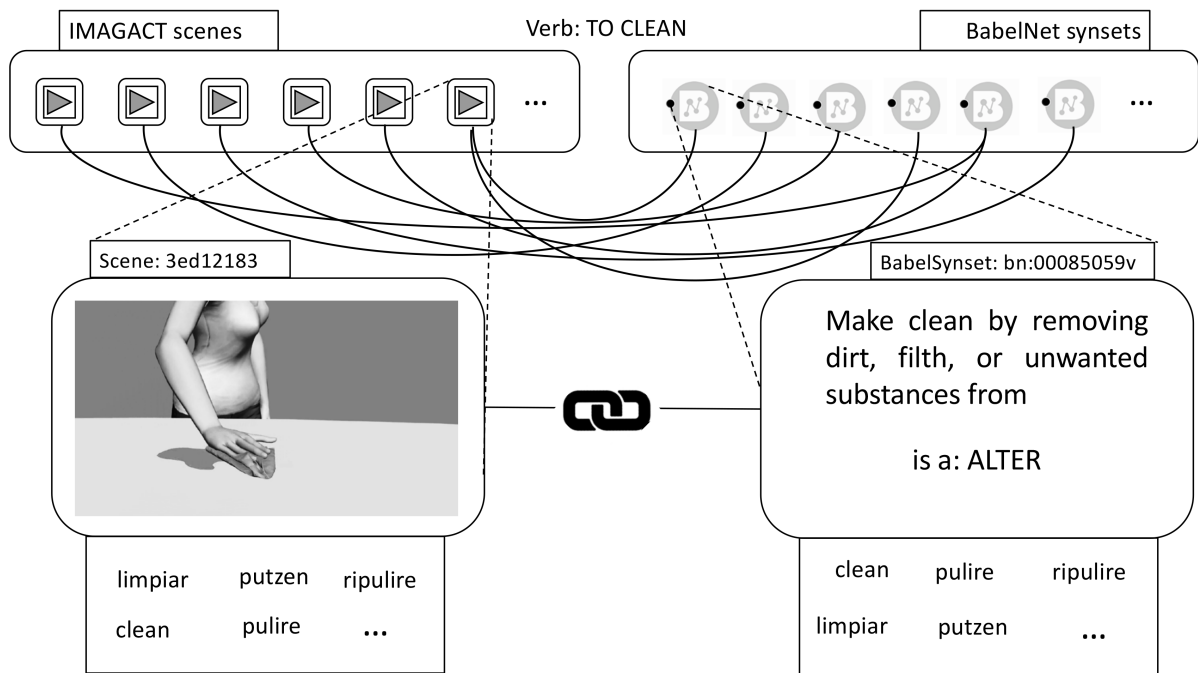 IMAGACT scenes
Verb: TO CLEAN
BabelNet synsets
...
...
Scene: 3ed12183
BabelSynset: bn:00085059v
Make clean by removing
dirt, filth, or unwanted
substances from
is a: ALTER
limpiar putzen ripulire
clean pulire ...
clean pulire ripulire
limpiar putzen ...